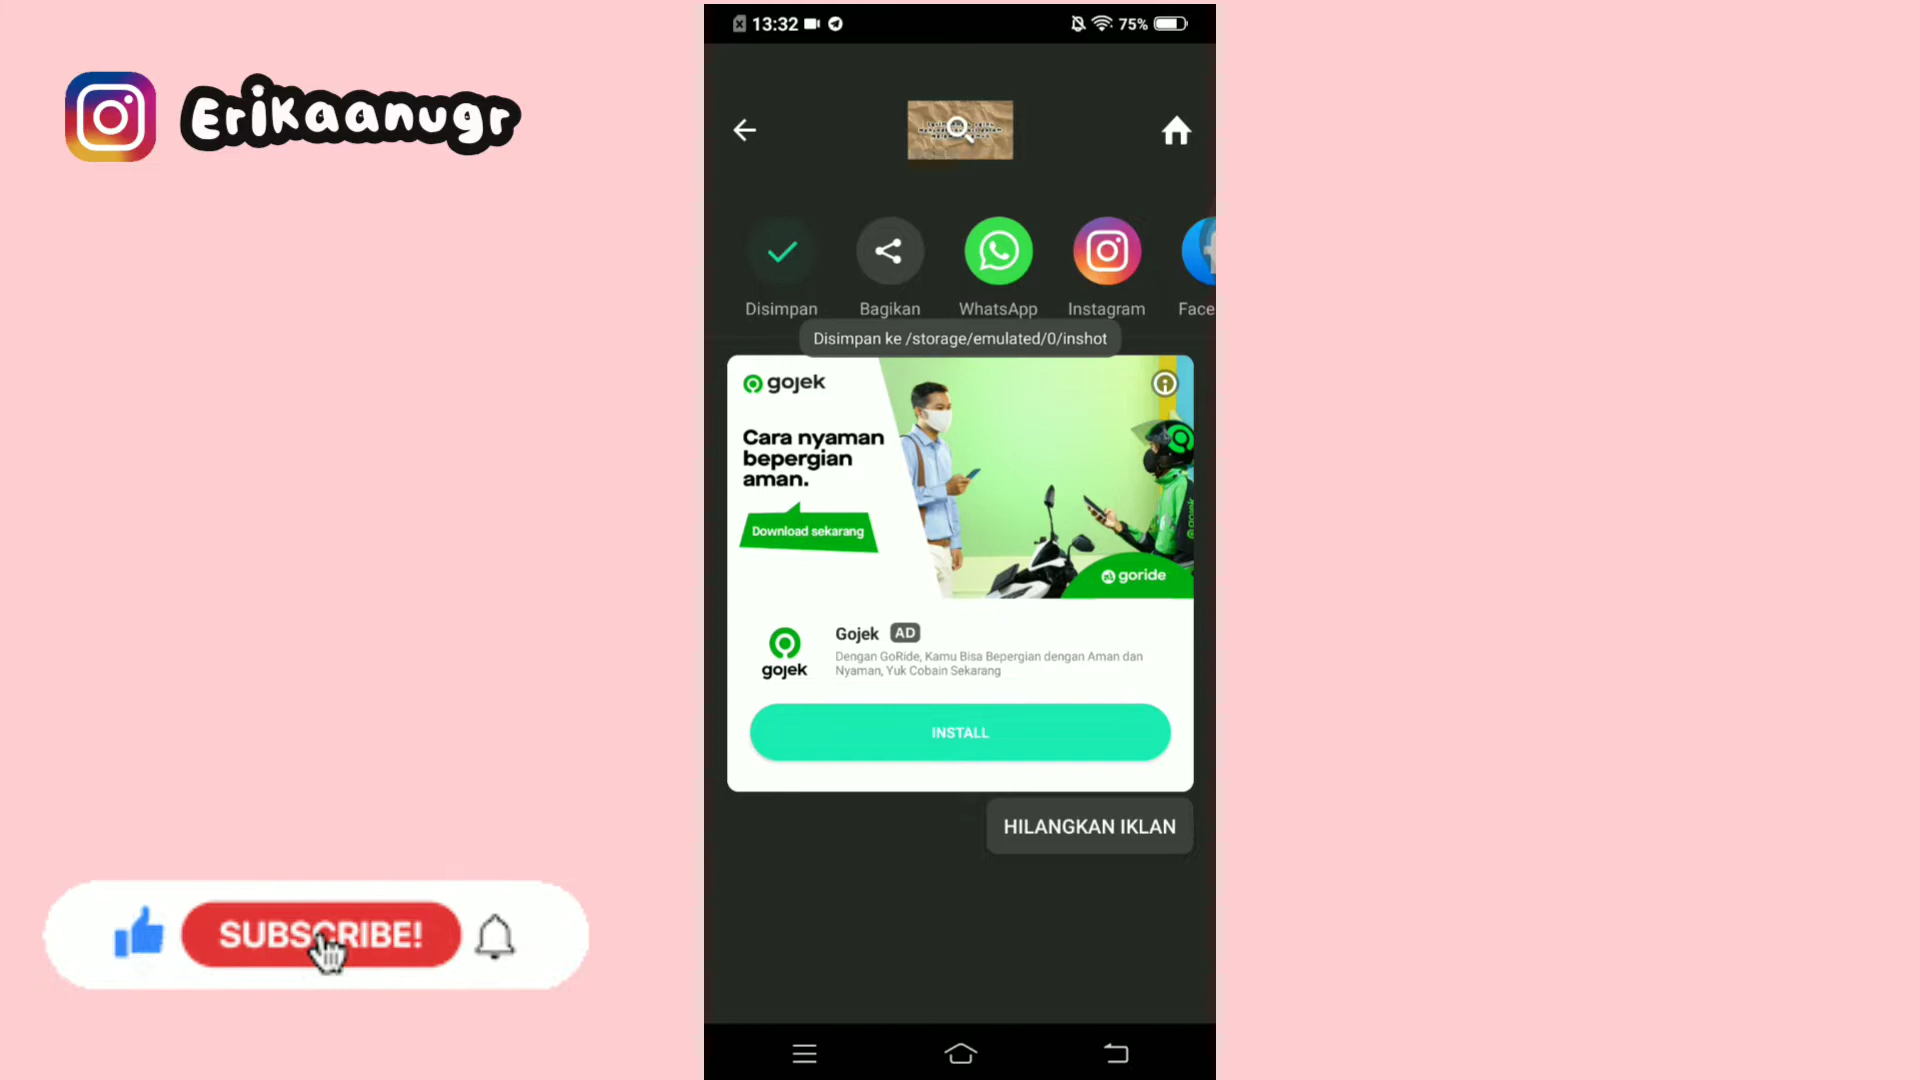 Erikaanugr
13:32
75%
Disimpan
Bagikan
WhatsApp
Instagram
Face
Disimpan ke /storage/emulated/0/inshot
gojek
Cara nyaman
bepergian
aman.
Download sekarang
gojek
goride
gojek
Gojek AD
Dengan GoRide, Kamu Bisa Bepergian dengan Aman dan
Nyaman, Yuk Cobain Sekarang
INSTALL
HILANGKAN IKLAN
SUBSCRIBE!